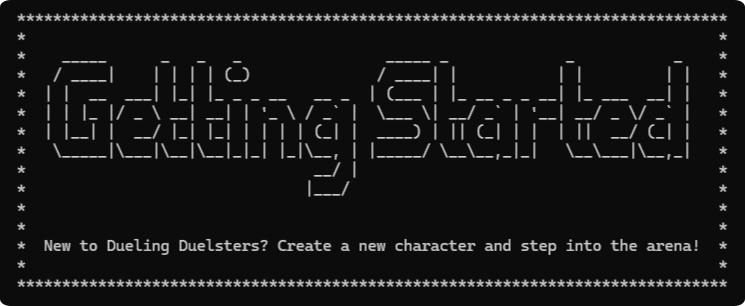 Getting Started
New to Dueling Duelsters? Create a new character and step into the arena!